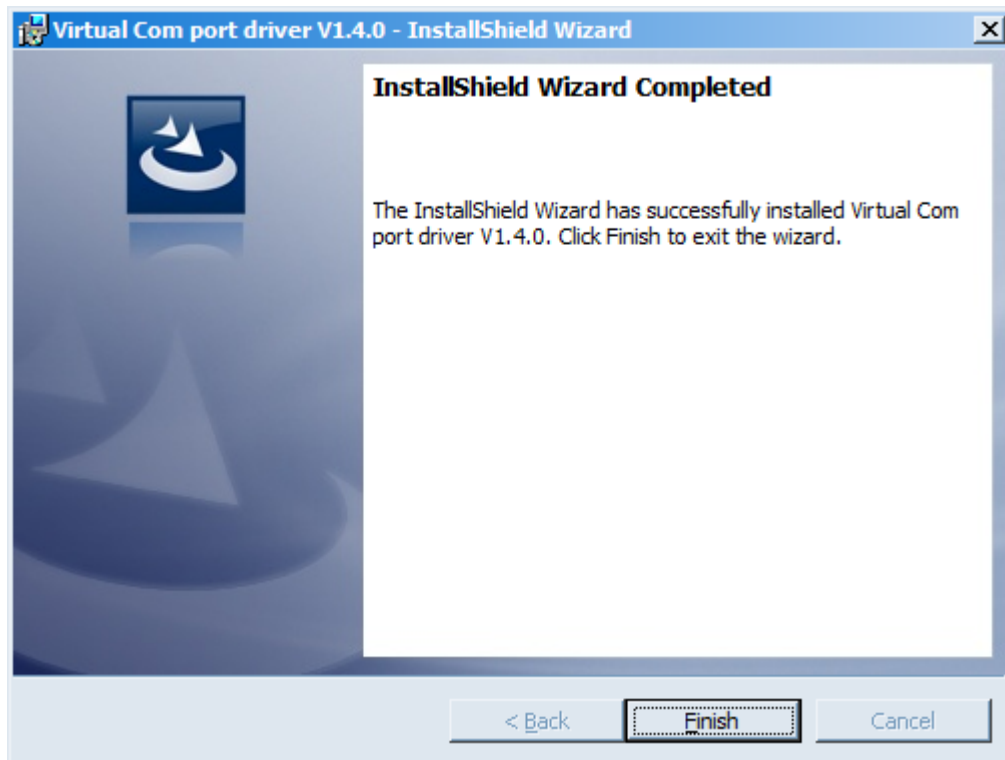 Virtual Com port driver V1.4.0 - InstallShield Wizard
InstallShield Wizard Completed
The InstallShield Wizard has successfully installed Virtual Com
port driver V1.4.0. Click Finish to exit the wizard.
< Back
Finish
Cancel